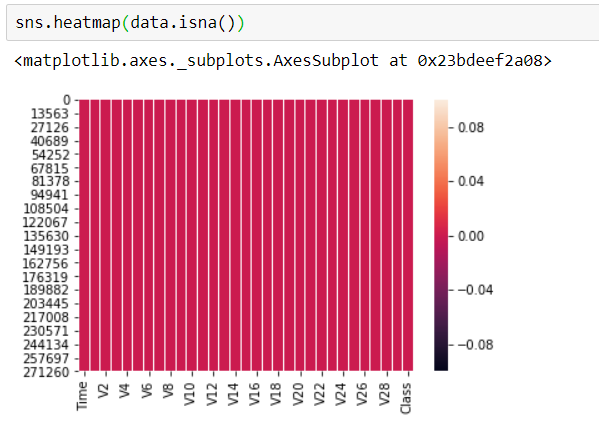 sns.heatmap(data.isna())
<matplotlib.axes._subplots.AxesSubplot at 0x23bdeef2a08>
0
13563
27126
40689
54252
67815
81378
94941
108504
122067
135630
149193
162756
176319
189882
203445
217008
230571
244134
257697
271260
Time
V2
V4
V6
V8
V10
V12
V14
V16
V18
V20
V22
V24
V26
V28
Class
0.08
0.04
0.00
−0.04
−0.08